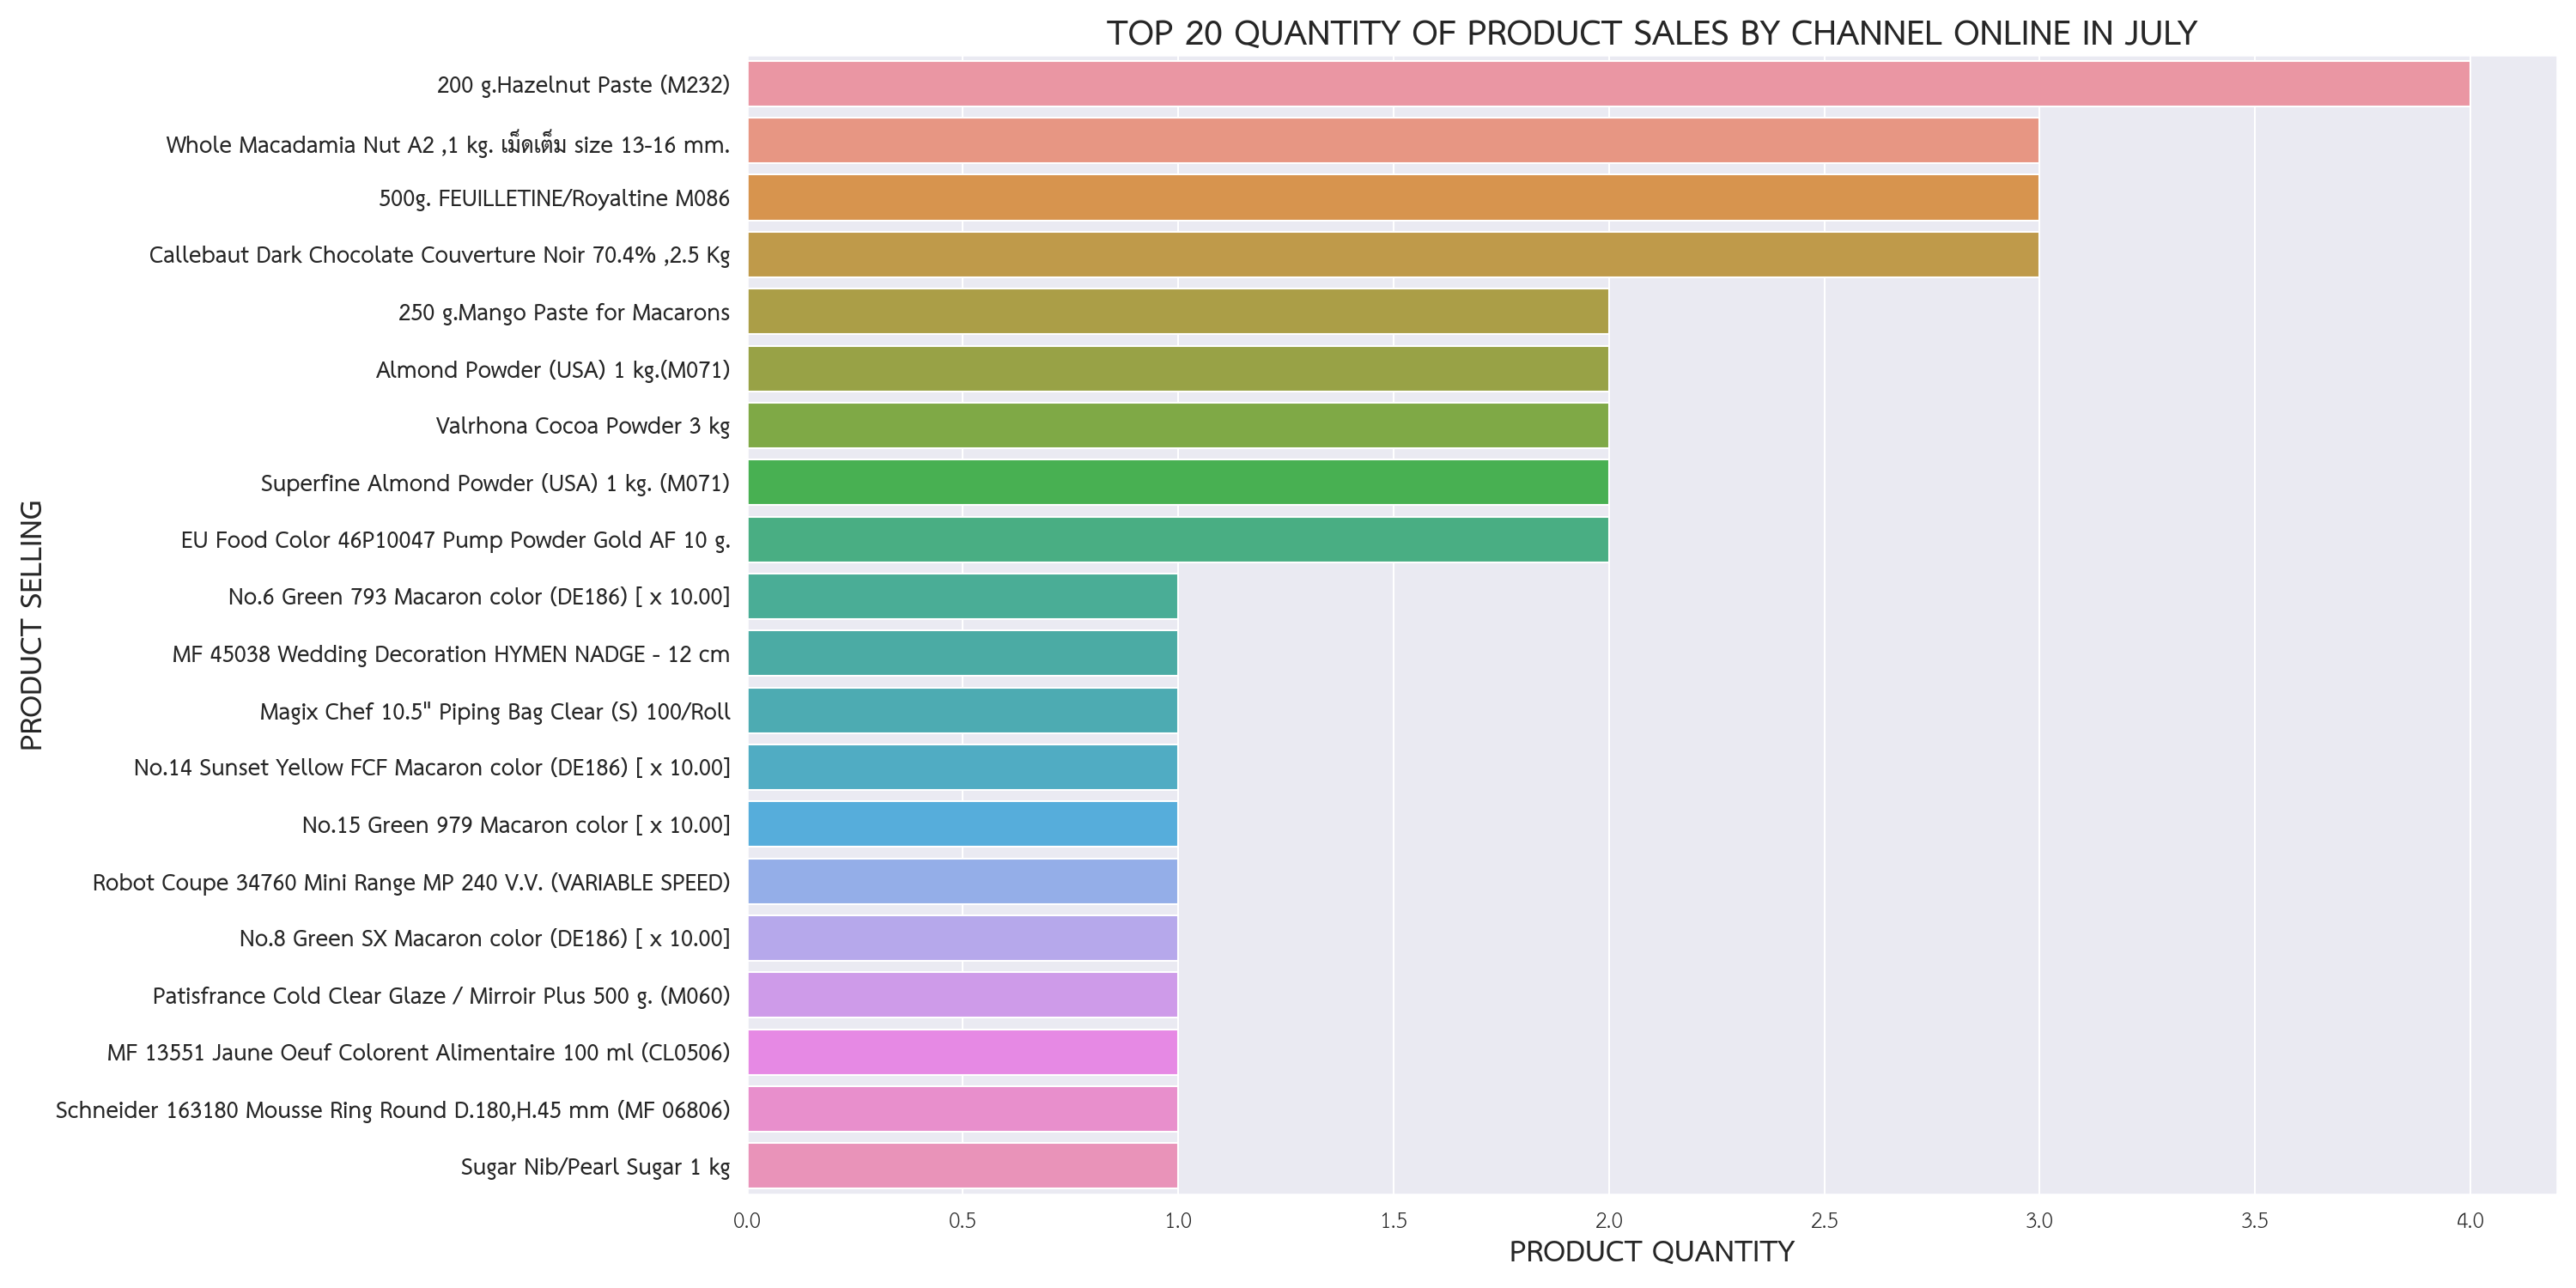 TOP 20 QUANTITY OF PRODUCT SALES BY CHANNEL ONLINE IN JULY
PRODUCT SELLING
200 g.Hazelnut Paste (M232)
Whole Macadamia Nut A2 ,1 kg. เม็ดเต็ม size 13-16 mm.
500g. FEUILLETINE/Royaltine M086
Callebaut Dark Chocolate Couverture Noir 70.4% ,2.5 Kg
250 g.Mango Paste for Macarons
Almond Powder (USA) 1 kg.(M071)
Valrhona Cocoa Powder 3 kg
Superfine Almond Powder (USA) 1 kg. (M071)
EU Food Color 46P10047 Pump Powder Gold AF 10 g.
No.6 Green 793 Macaron color (DE186) [ x 10.00]
MF 45038 Wedding Decoration HYMEN NADGE - 12 cm
Magix Chef 10.5" Piping Bag Clear (S) 100/Roll
No.14 Sunset Yellow FCF Macaron color (DE186) [ x 10.00]
No.15 Green 979 Macaron color [ x 10.00]
Robot Coupe 34760 Mini Range MP 240 V.V. (VARIABLE SPEED)
No.8 Green SX Macaron color (DE186) [ x 10.00]
Patisfrance Cold Clear Glaze / Mirroir Plus 500 g. (M060)
MF 13551 Jaune Oeuf Colorent Alimentaire 100 ml (CL0506)
Schneider 163180 Mousse Ring Round D.180,H.45 mm (MF 06806)
Sugar Nib/Pearl Sugar 1 kg
0.0 0.5 1.0 1.5 2.0 2.5 3.0 3.5 4.0
PRODUCT QUANTITY